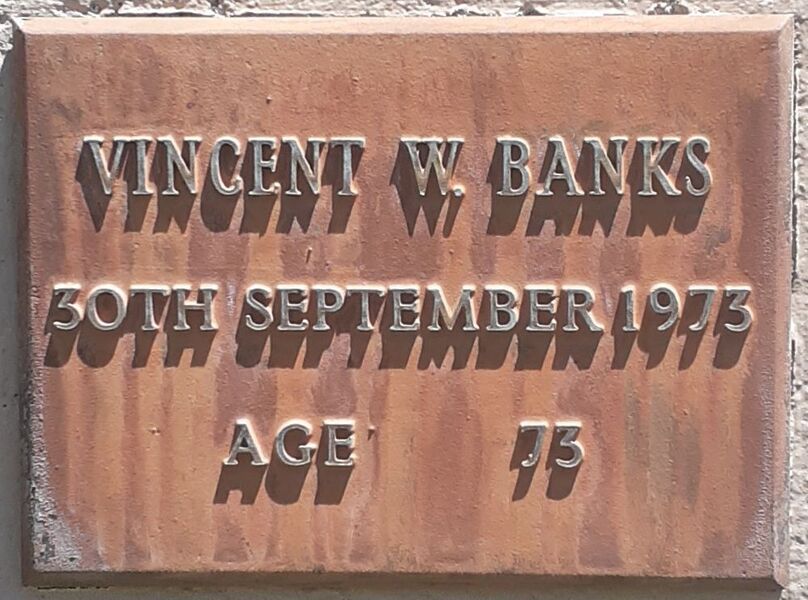 VINCENT W. BANKS
30TH SEPTEMBER 1973
AGE 73